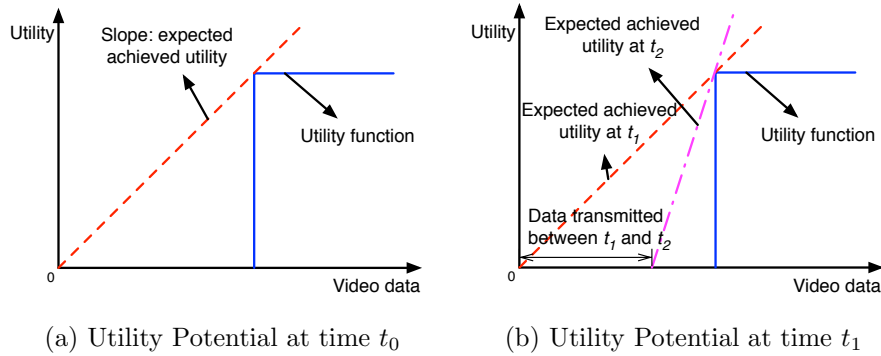 Utility
Slope: expected
achieved utility
Utility function
0
Video data
(a) Utility Potential at time t0
Utility
Expected achieved
utility at t2
Expected achieved
utility at t1
Utility function
Data transmitted
between t1 and t2
0
Video data
(b) Utility Potential at time t1